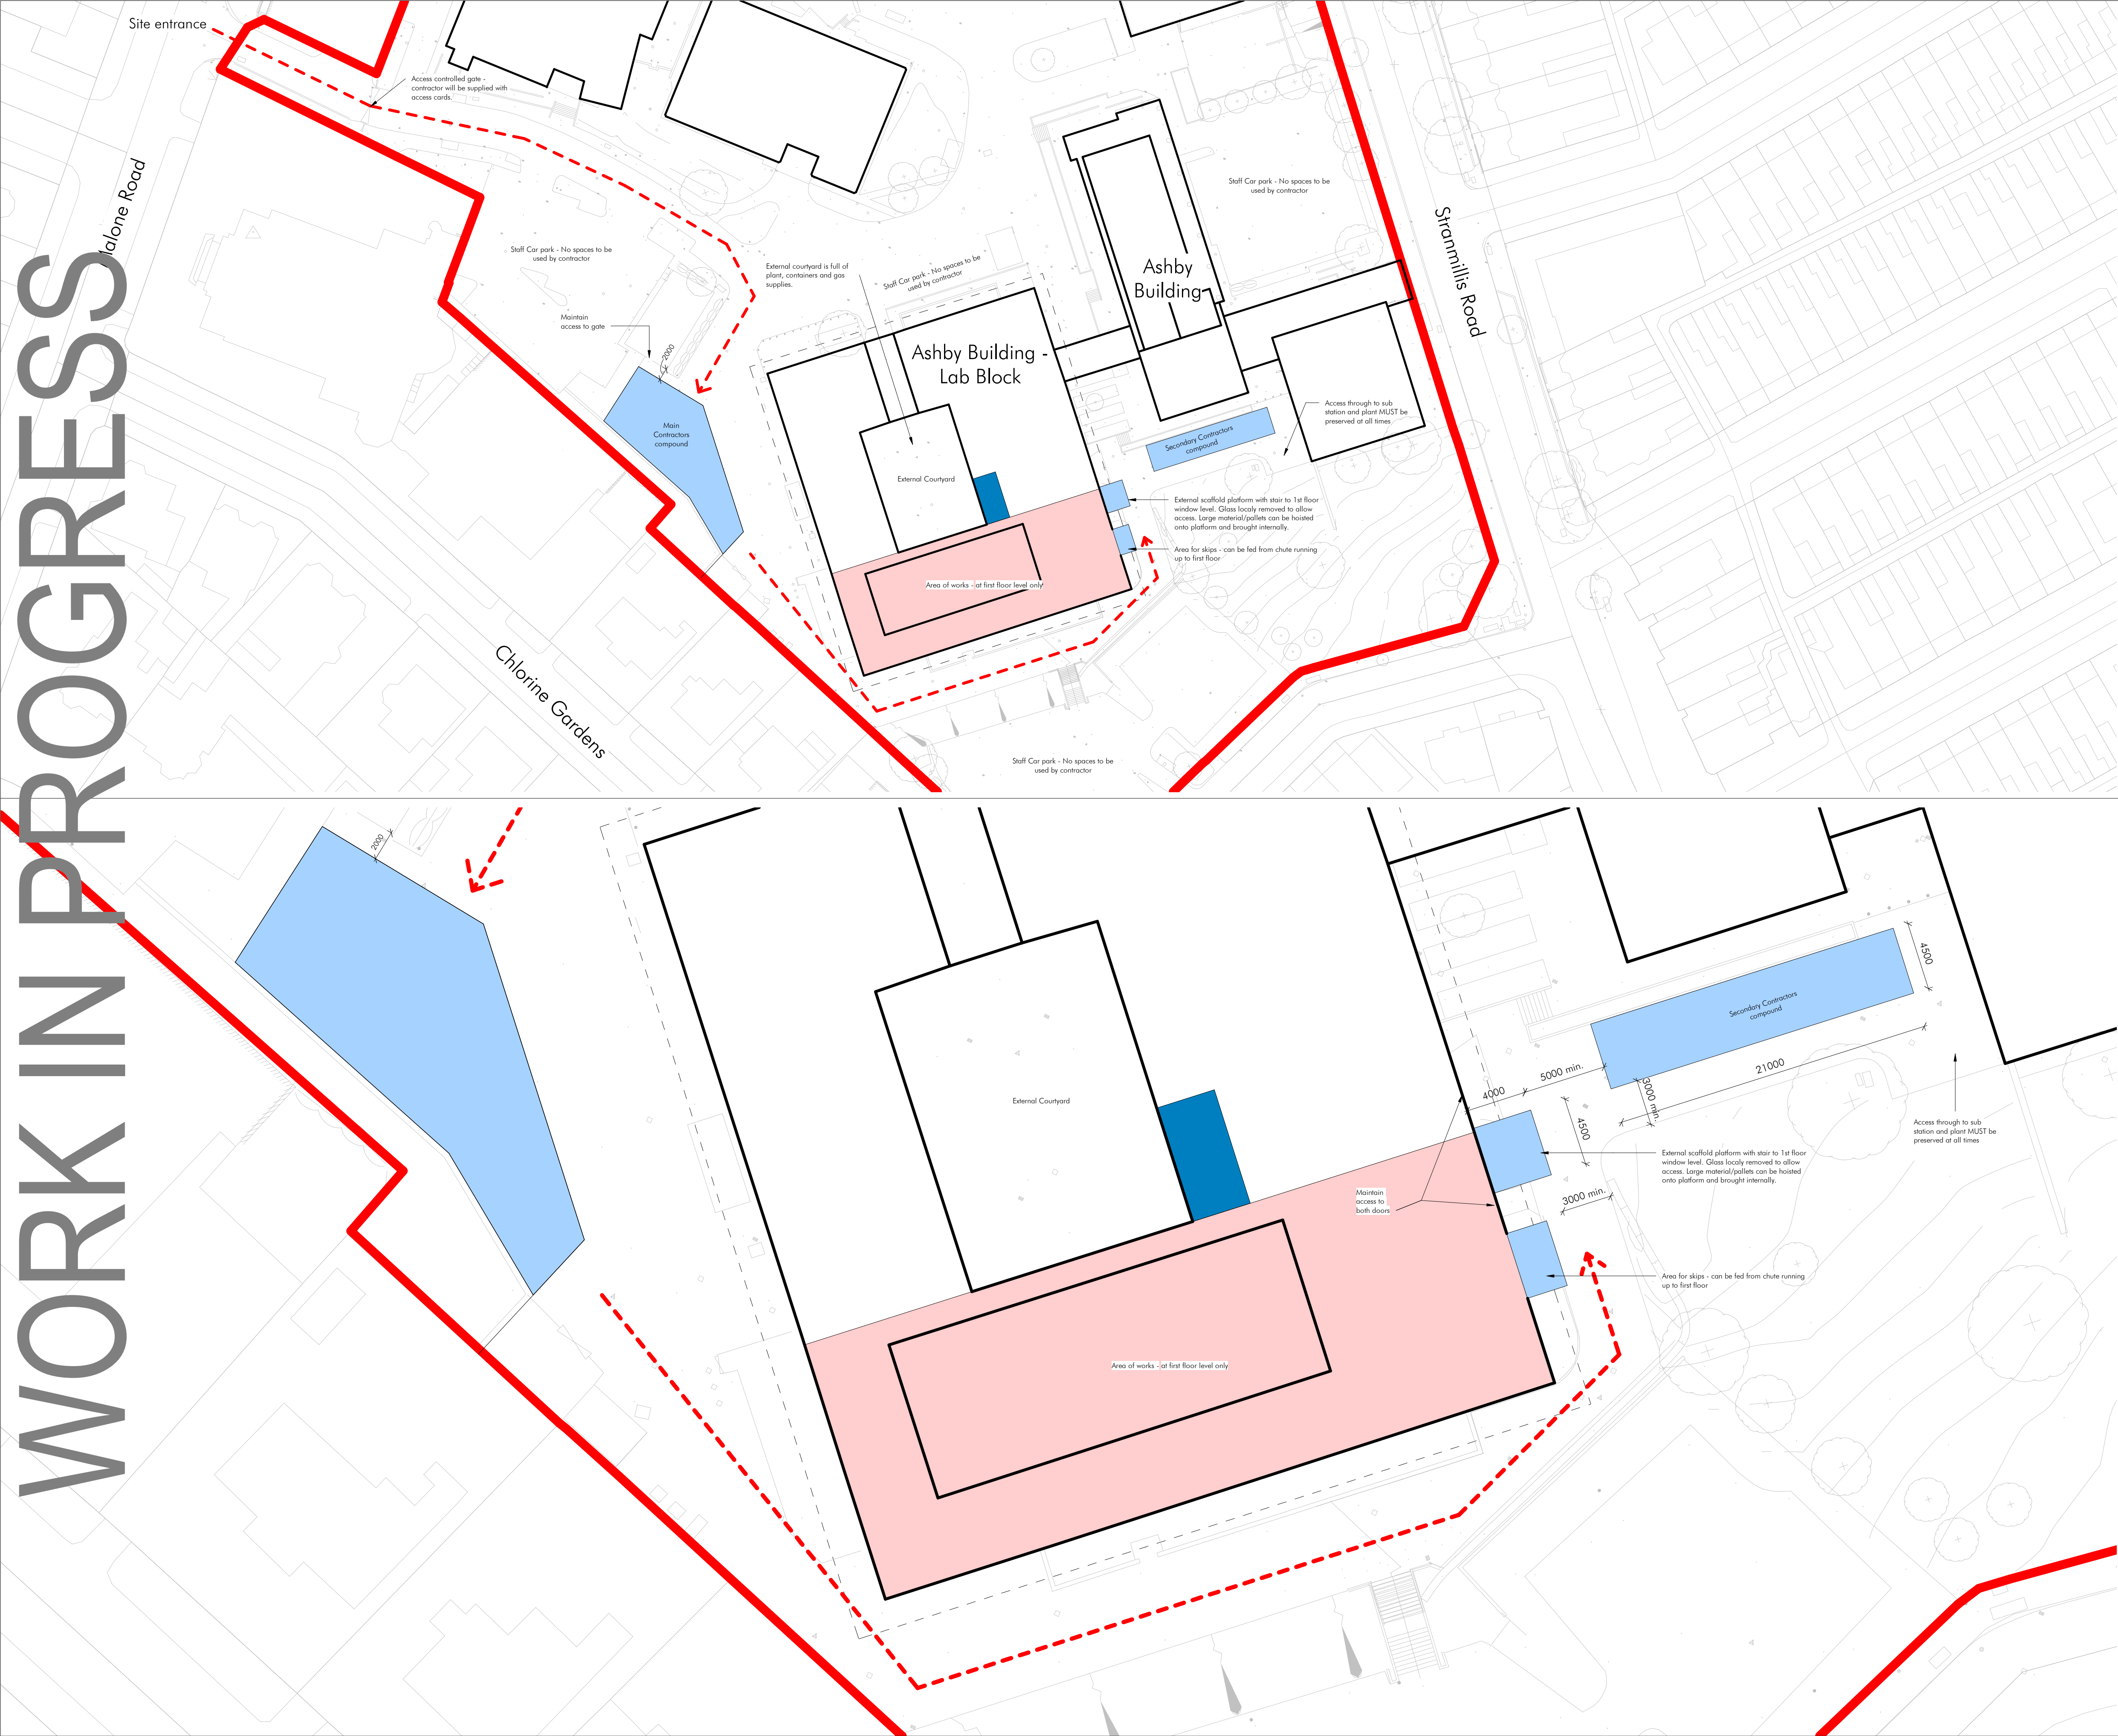 Site entrance
Access controlled gate -
contractor will be supplied with
access cards.
Malone Road
Staff Car park - No spaces to be
used by contractor
Staff Car park - No spaces to be
used by contractor
External courtyard is full of
plant, containers and gas
supplies.
Staff Car park - No spaces to be
used by contractor
Ashby
Building
Stranmillis Road
Maintain
access to gate
2000
Ashby Building -
Lab Block
Main
Contractors
compound
Access through to sub
station and plant MUST be
preserved at all times
Secondary Contractors
compound
External Courtyard
External scaffold platform with stair to 1st floor
window level. Glass localy removed to allow
access. Large material/pallets can be hoisted
onto platform and brought internally.
Area for skips - can be fed from chute running
up to first floor
Area of works - at first floor level only
Chlorine Gardens
Staff Car park - No spaces to be
used by contractor
WORK IN PROGRESS
2000
4500
Secondary Contractors
compound
21000
5000 min.
4000
3000 min.
4500
External Courtyard
Access through to sub
station and plant MUST be
preserved at all times
External scaffold platform with stair to 1st floor
window level. Glass localy removed to allow
access. Large material/pallets can be hoisted
onto platform and brought internally.
Maintain
access to
both doors
3000 min.
Area for skips - can be fed from chute running
up to first floor
Area of works - at first floor level only